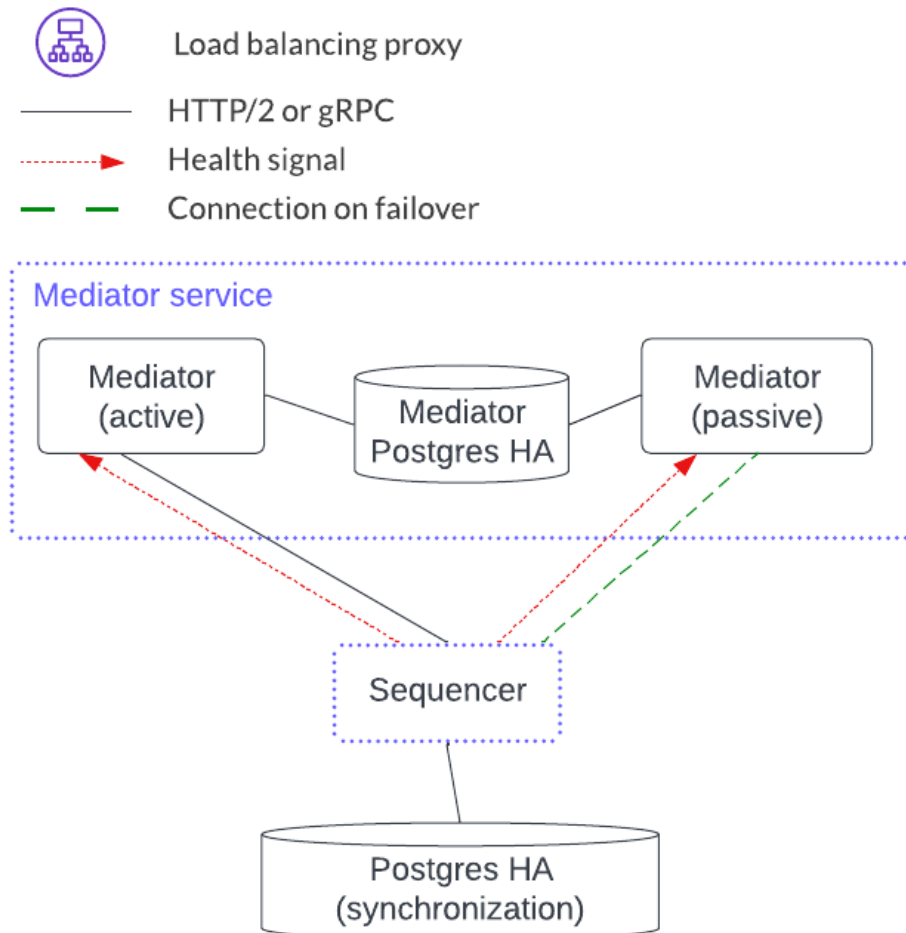 Load balancing proxy
HTTP/2 or gRPC
Health signal
Connection on failover
Mediator service
Mediator
(active)
Mediator
Postgres HA
Mediator
(passive)
Sequencer
Postgres HA
(synchronization)